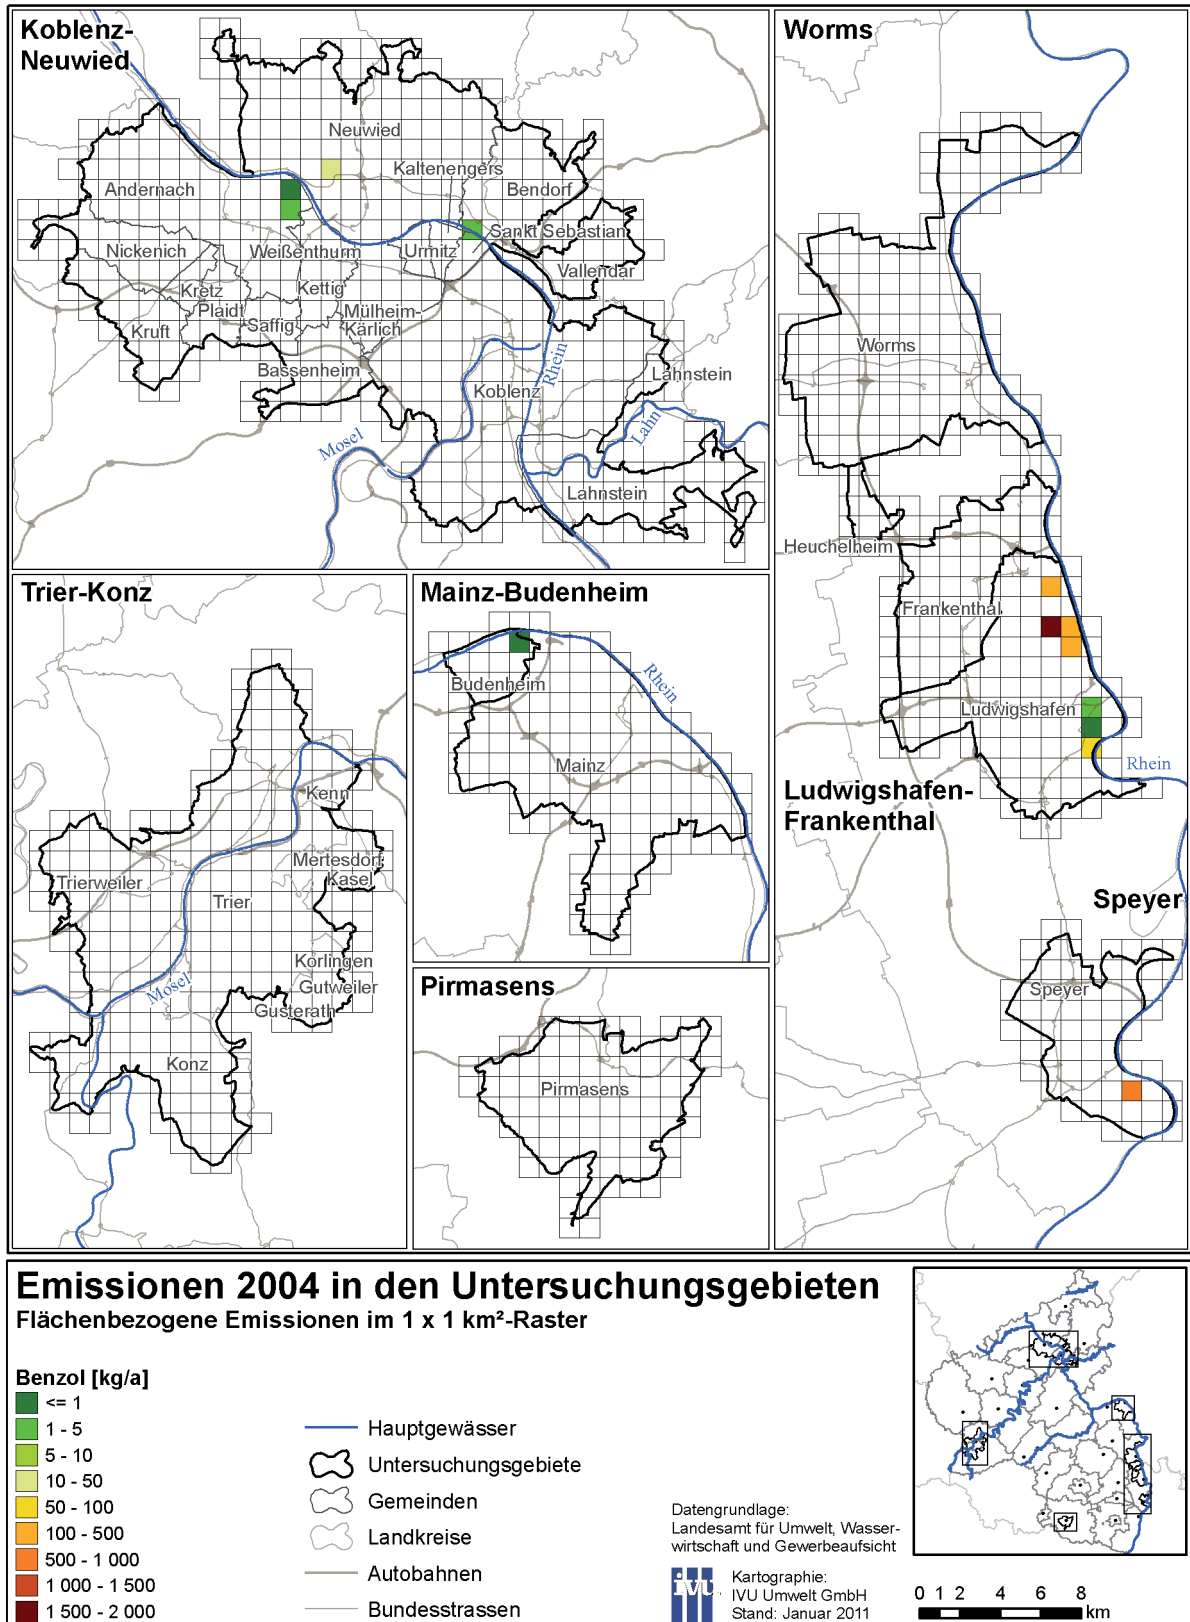 Koblenz-
Neuwied
Neuwied
Kaltenengers
Andernach
Bendorf
Sankt Sebastian
Nickenich
Weißenthurm
Urmitz
Vallendar
Kretz
Kettig
Plaidt
Mülheim-
Kärlich
Kruft
Saffig
Bassenheim
Rhein
Lahnstein
Koblenz
Lahn
Mosel
Lahnstein
Worms
Worms
Heuchelheim
Frankenthal
Ludwigshafen
Rhein
Ludwigshafen-
Frankenthal
Speyer
Speyer
Trier-Konz
Kenn
Mertesdorf
Kasel
Trierweiler
Trier
Korlingen
Mosel
Gutweiler
Gusterath
Konz
Mainz-Budenheim
Rhein
Budenheim
Mainz
Pirmasens
Pirmasens
Emissionen 2004 in den Untersuchungsgebieten
Flächenbezogene Emissionen im 1 x 1 km²-Raster
Benzol [kg/a]
<= 1
1 - 5
5 - 10
10 - 50
50 - 100
100 - 500
500 - 1 000
1 000 - 1 500
1 500 - 2 000
Hauptgewässer
Untersuchungsgebiete
Gemeinden
Landkreise
Autobahnen
Bundesstrassen
Datengrundlage:
Landesamt für Umwelt, Wasser-
wirtschaft und Gewerbeaufsicht
ivu
Kartographie:
IVU Umwelt GmbH
Stand: Januar 2011
0 1 2 4 6 8
km